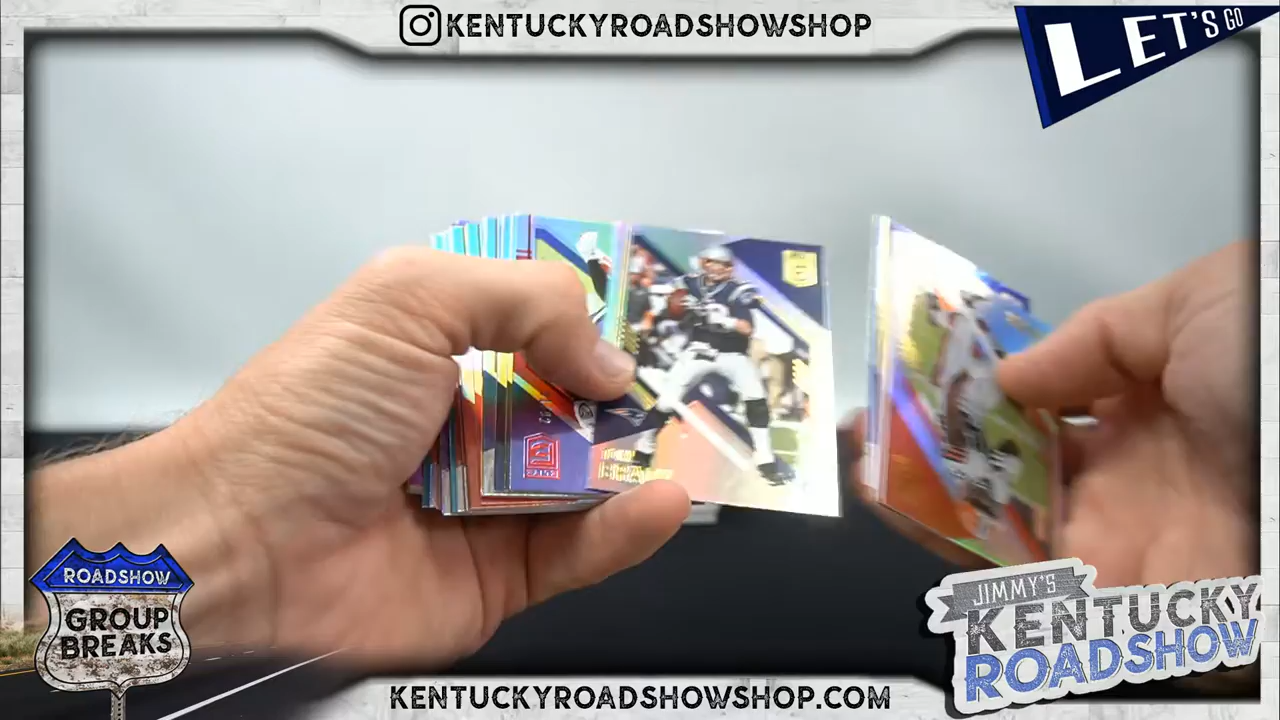 KENTUCKYROADSHOWSHOP
LET'S GO
ROADSHOW
GROUP
BREAKS
JIMMY'S
KENTUCKY
ROADSHOW
KENTUCKYROADSHOWSHOP.COM